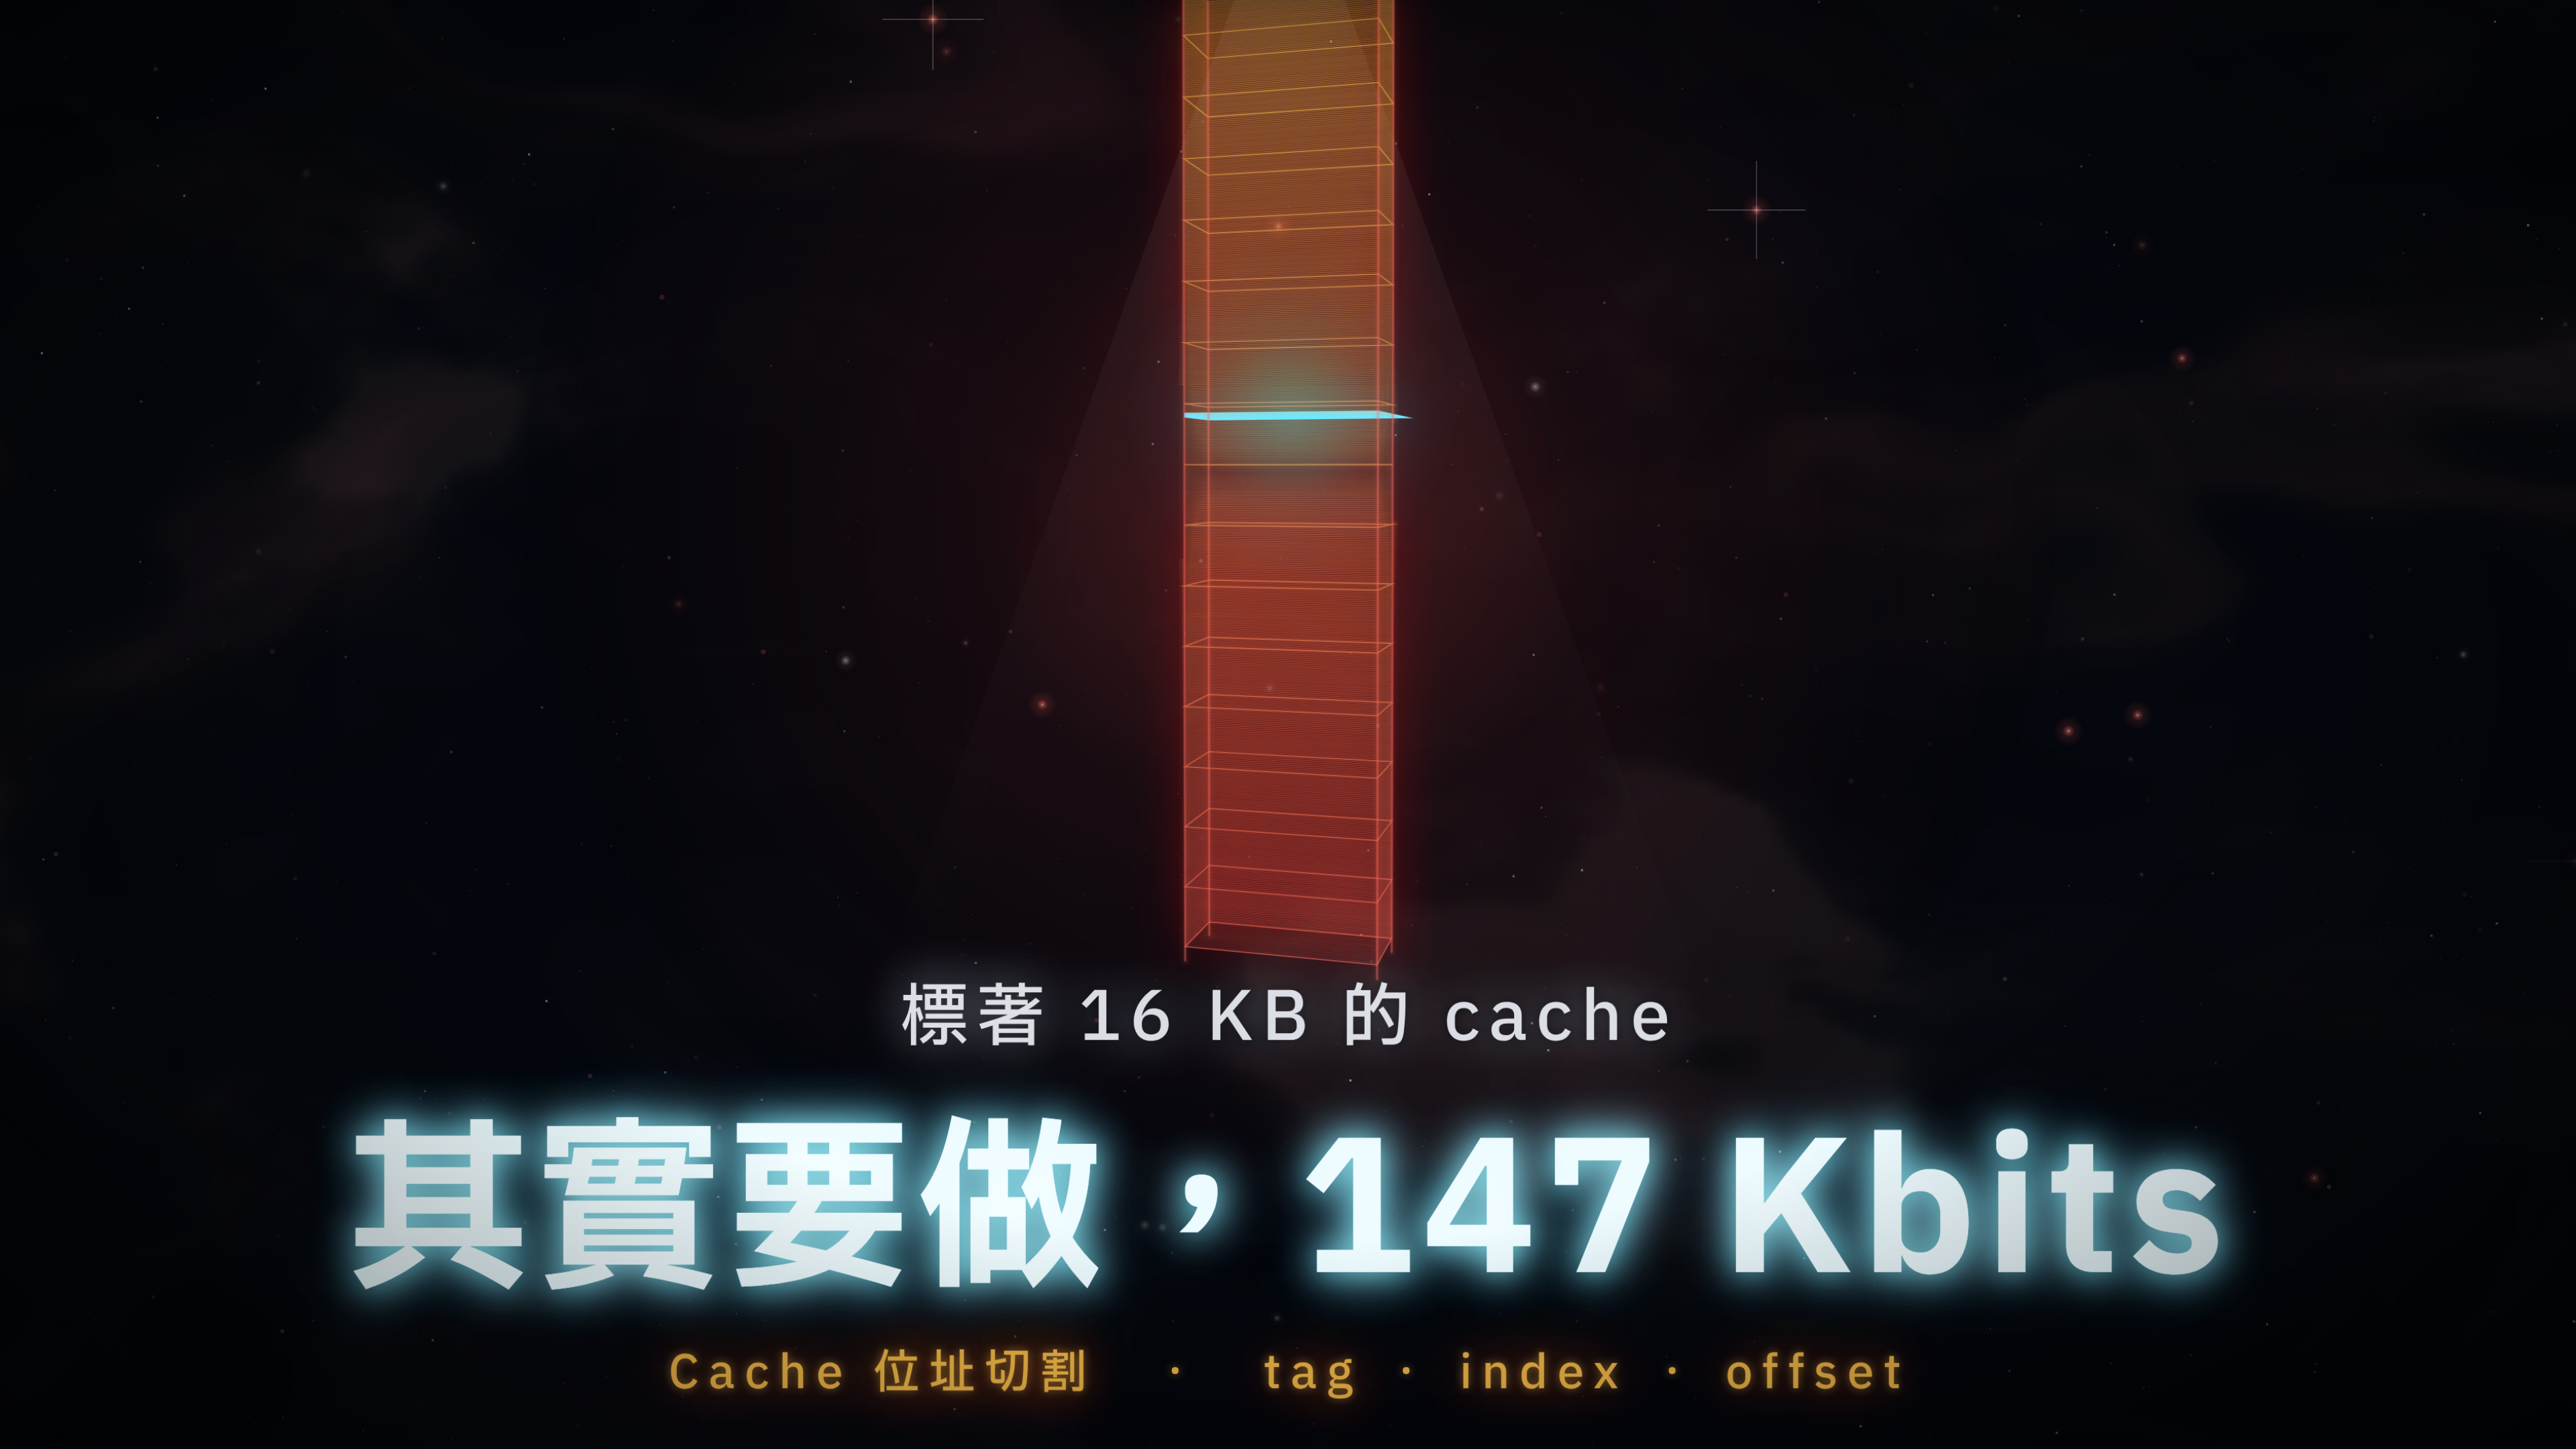 標著 16 KB 的 cache
其實要做，147 Kbits
Cache 位址切割 · tag · index · offset